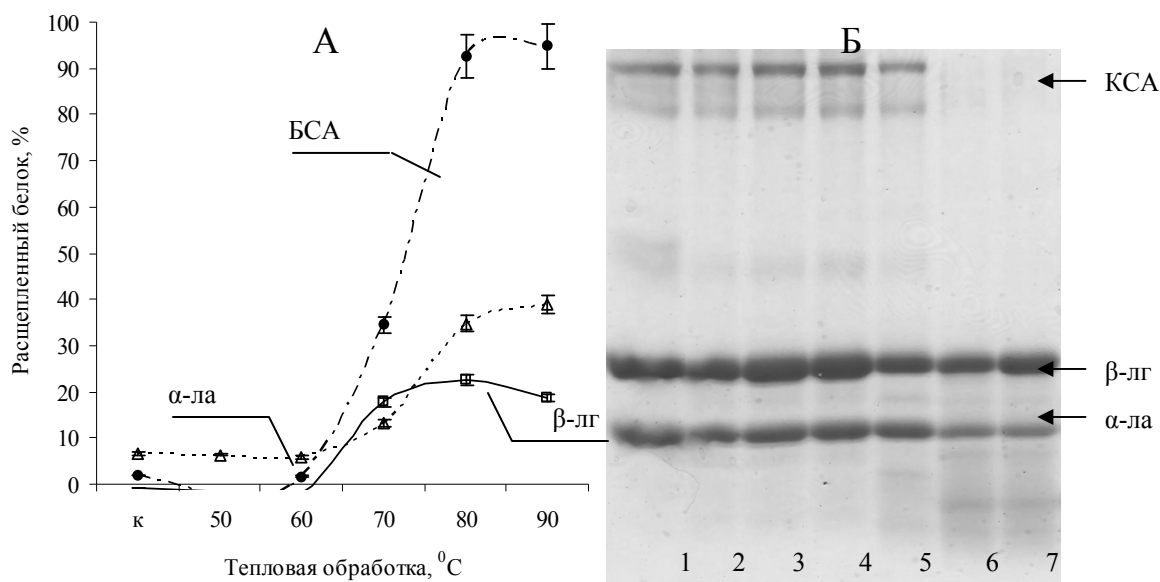 А
Б
100
90
80
70
60
50
40
30
20
10
0
Расщепленный белок, %
БСА
α-ла
β-лг
к 50 60 70 80 90
Тепловая обработка, ⁰С
КСА
β-лг
α-ла
1 2 3 4 5 6 7